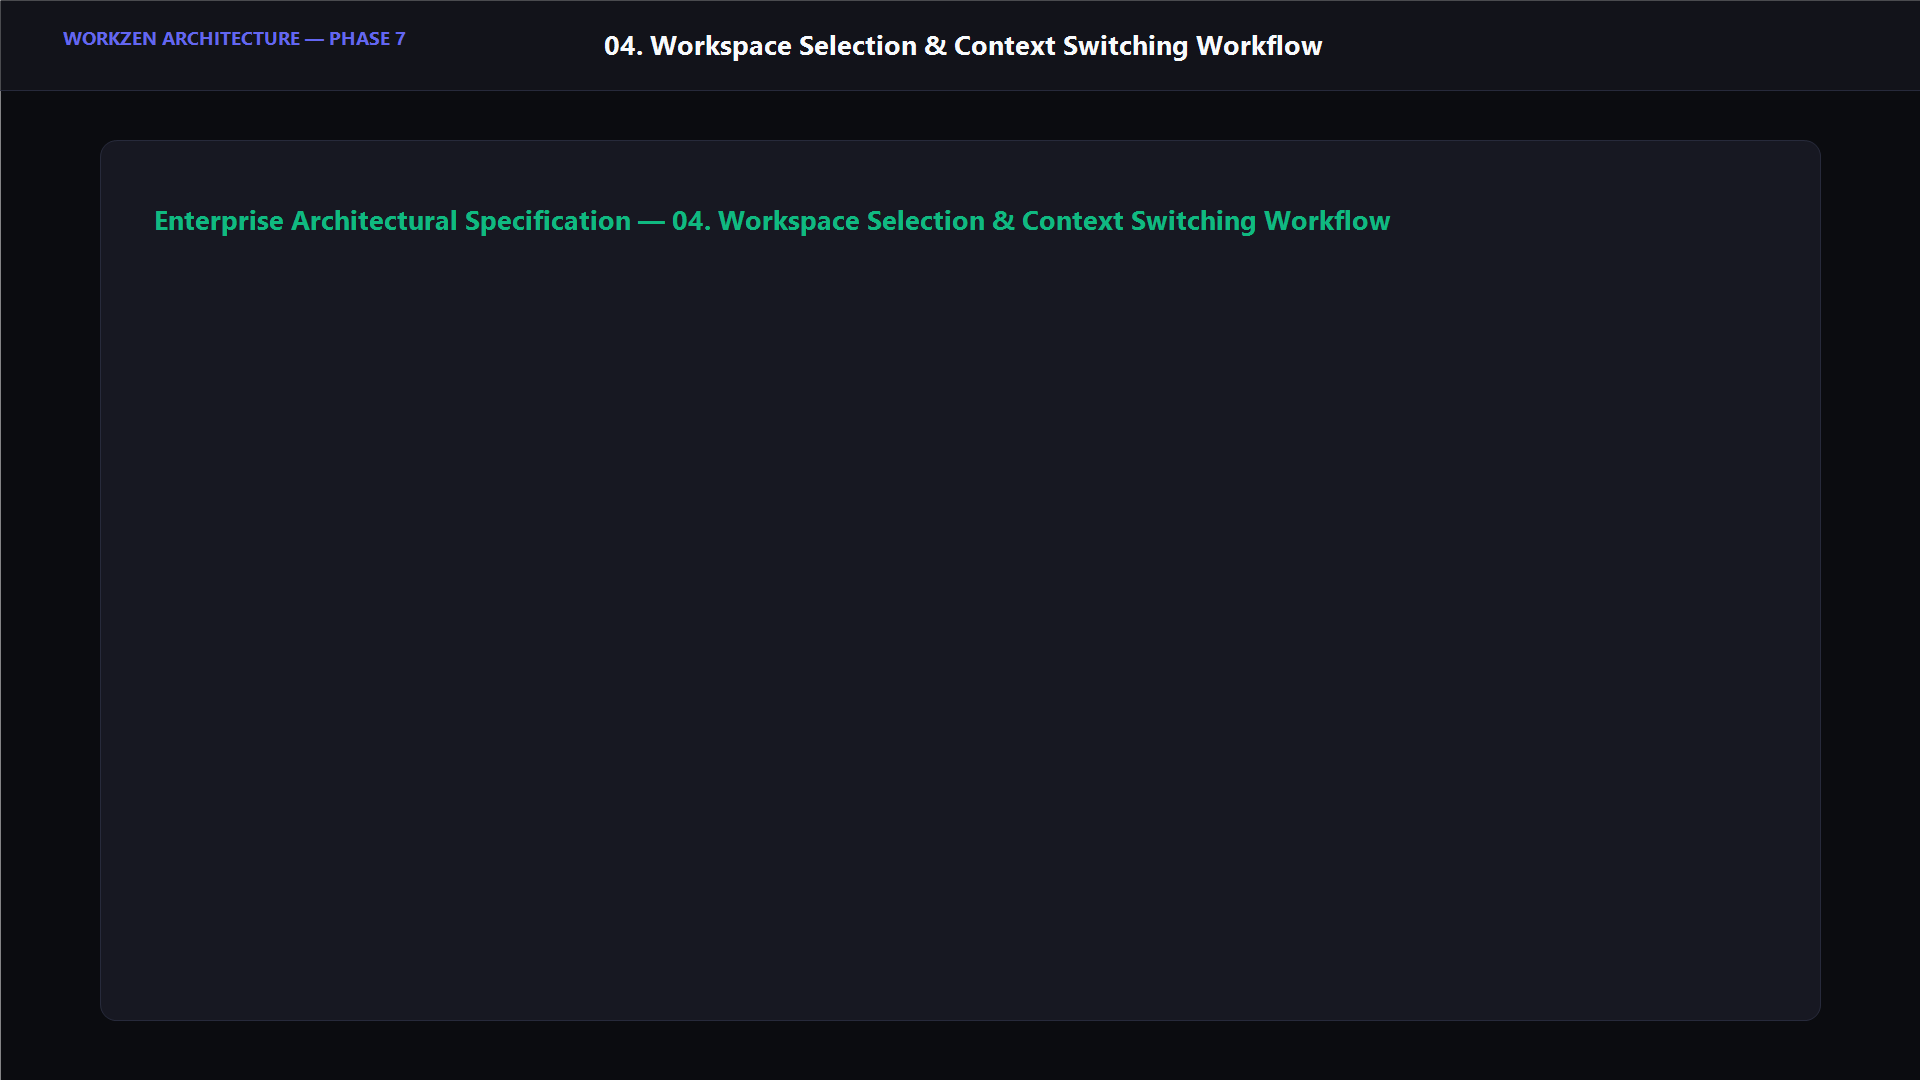 WORKZEN ARCHITECTURE — PHASE 7
04. Workspace Selection & Context Switching Workflow
Enterprise Architectural Specification — 04. Workspace Selection & Context Switching Workflow